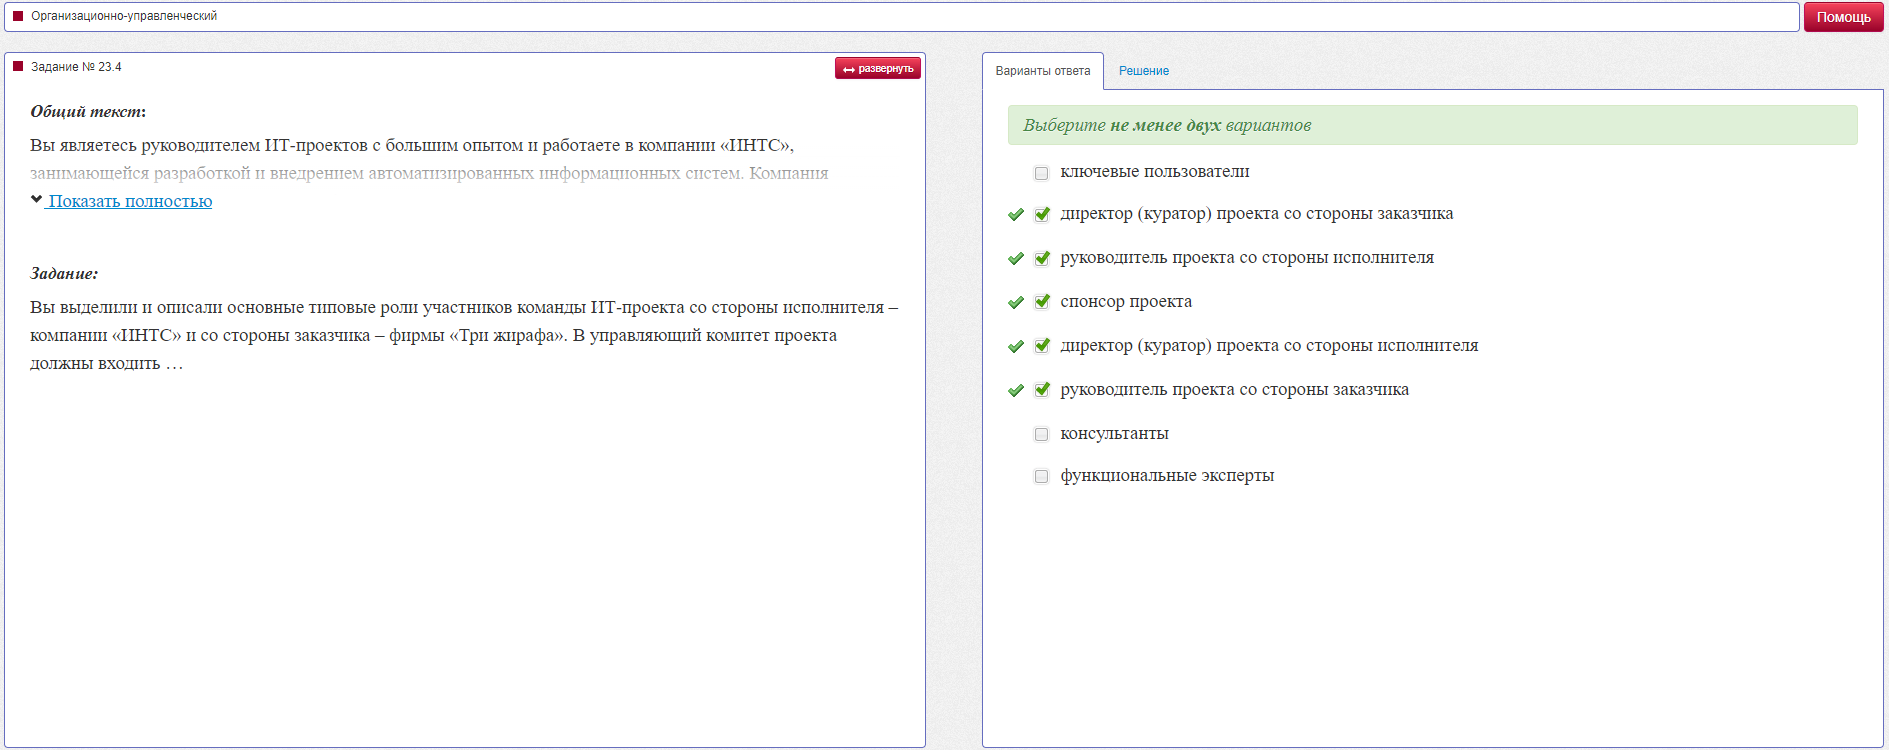 Организационно-управленческий
Помощь
Задание № 23.4
развернуть
Общий текст:
Вы являетесь руководителем ИТ-проектов с большим опытом и работаете в компании «ИНТС»,
занимающейся разработкой и внедрением автоматизированных информационных систем. Компания
Показать полностью
Задание:
Вы выделили и описали основные типовые роли участников команды ИТ-проекта со стороны исполнителя –
компании «ИНТС» и со стороны заказчика – фирмы «Три жирафа». В управляющий комитет проекта
должны входить …
Варианты ответа
Решение
Выберите не менее двух вариантов
ключевые пользователи
директор (куратор) проекта со стороны заказчика
руководитель проекта со стороны исполнителя
спонсор проекта
директор (куратор) проекта со стороны исполнителя
руководитель проекта со стороны заказчика
консультанты
функциональные эксперты